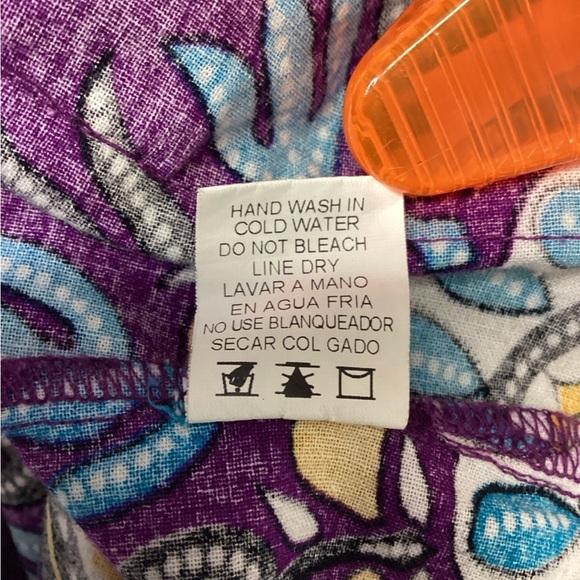 HAND WASH IN
COLD WATER
DO NOT BLEACH
LINE DRY
LAVAR A MANO
EN AGUA FRIA
NO USE BLANQUEADOR
SECAR COL GADO